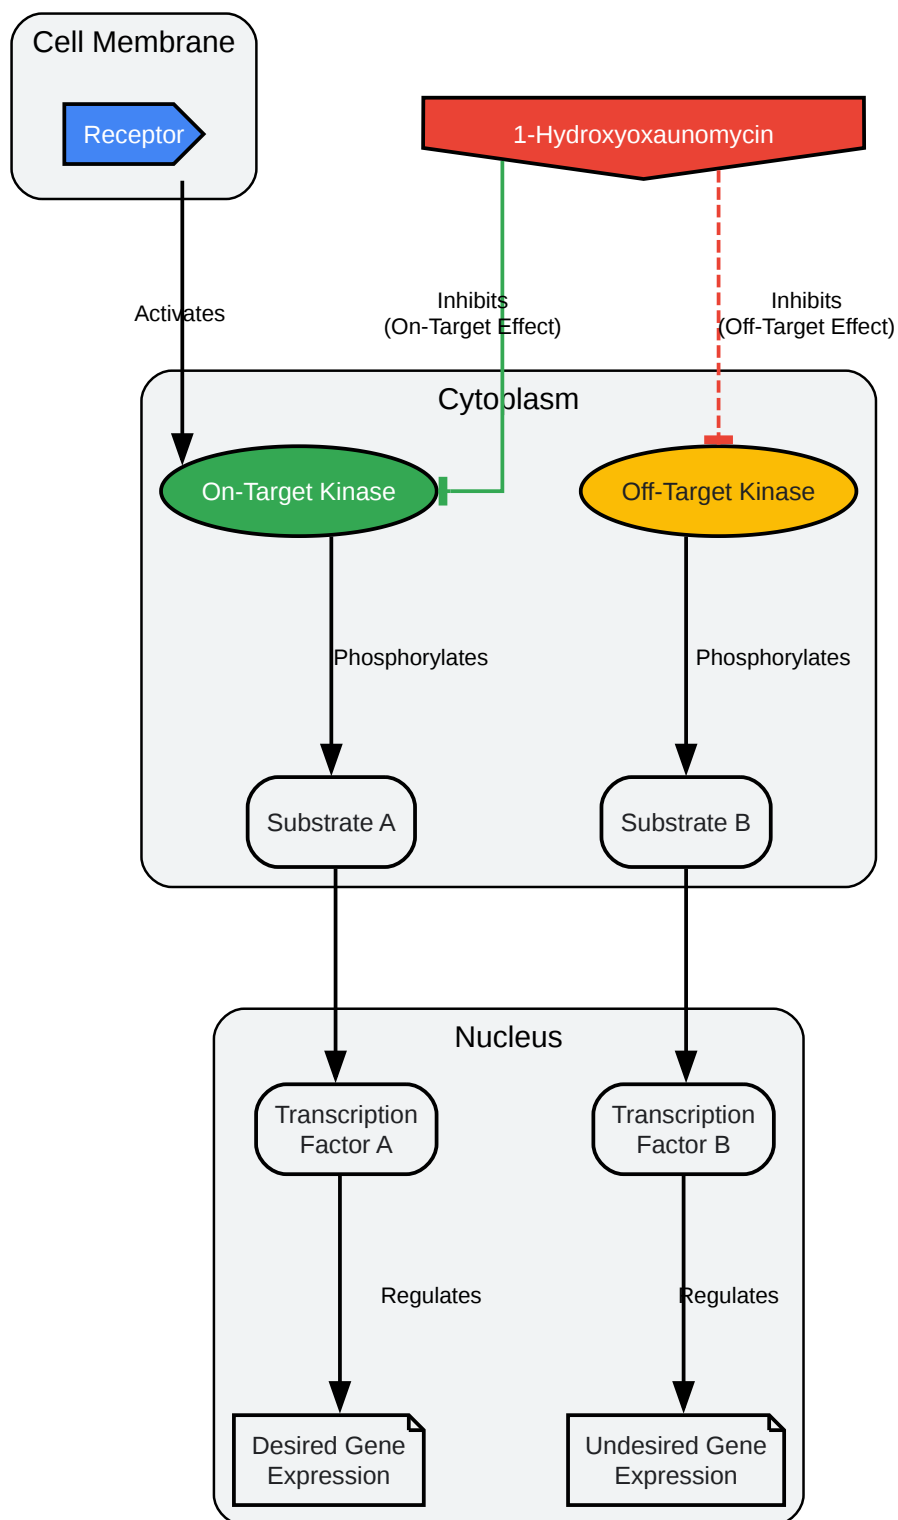 Cell Membrane
Receptor
1-Hydroxyoxaunomycin
Activates
Inhibits
(On-Target Effect)
Inhibits
(Off-Target Effect)
Cytoplasm
On-Target Kinase
Off-Target Kinase
Phosphorylates
Phosphorylates
Substrate A
Substrate B
Nucleus
Transcription
Factor A
Transcription
Factor B
Regulates
Regulates
Desired Gene
Expression
Undesired Gene
Expression